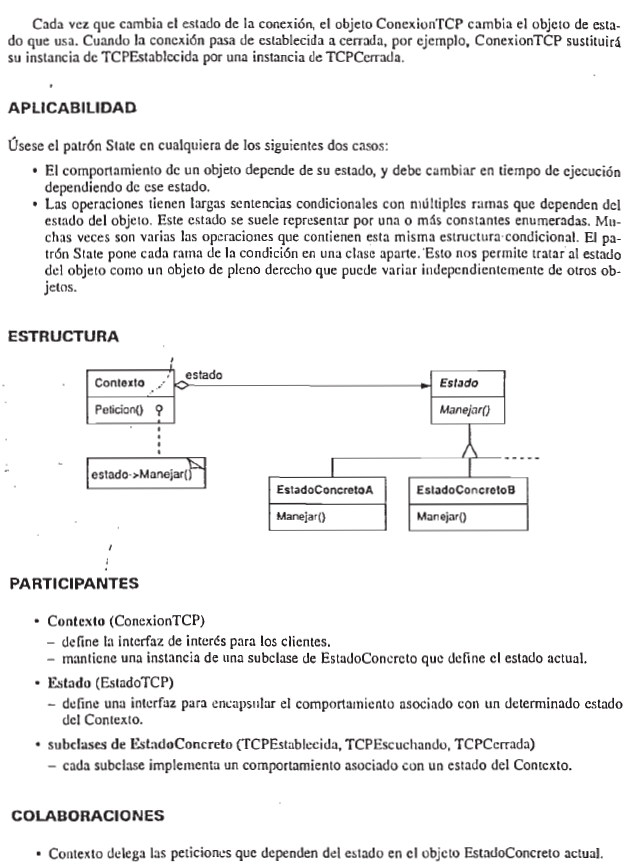 Cada vez que cambia el estado de la conexión, el objeto ConexionTCP cambia el objeto de esta-
do que usa. Cuando la conexión pasa de establecida a cerrada, por ejemplo, ConexionTCP sustituirá
su instancia de TCPEstablecida por una instancia de TCPCerrada.
APLICABILIDAD
Úsese el patrón State en cualquiera de los siguientes dos casos:
• El comportamiento de un objeto depende de su estado, y debe cambiar en tiempo de ejecución
dependiendo de ese estado.
• Las operaciones tienen largas sentencias condicionales con múltiples ramas que dependen del
estado del objeto. Este estado se suele representar por una o más constantes enumeradas. Mu-
chas veces son varias las operaciones que contienen esta misma estructura condicional. El pa-
trón State pone cada rama de la condición en una clase aparte. Esto nos permite tratar al estado
del objeto como un objeto de pleno derecho que puede variar independientemente de otros ob-
jetos.
ESTRUCTURA
estado
Contexto
Peticion()
estado->Manejar()
Estado
Manejar()
EstadoConcretoA
Manejar()
EstadoConcretoB
Manejar()
PARTICIPANTES
• Contexto (ConexionTCP)
– define la interfaz de interés para los clientes.
– mantiene una instancia de una subclase de EstadoConcreto que define el estado actual.
• Estado (EstadoTCP)
– define una interfaz para encapsular el comportamiento asociado con un determinado estado
del Contexto.
• subclases de EstadoConcreto (TCPEstablecida, TCPEscuchando, TCPCerrada)
– cada subclase implementa un comportamiento asociado con un estado del Contexto.
COLABORACIONES
• Contexto delega las peticiones que dependen del estado en el objeto EstadoConcreto actual.